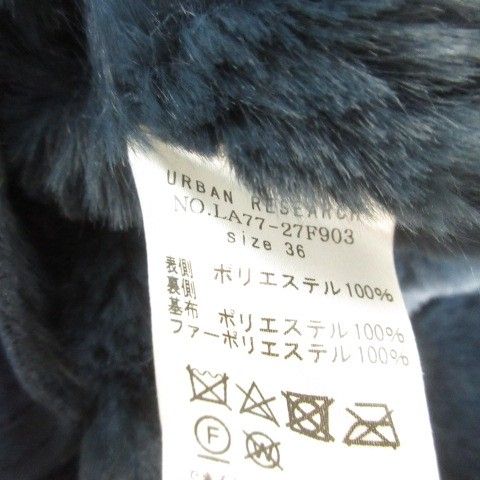 URBAN RESEARCH
NO.LA77-27F903
size 36
表側 ポリエステル100%
裏側
基布 ポリエステル100%
ファーポリエステル100%
F
W